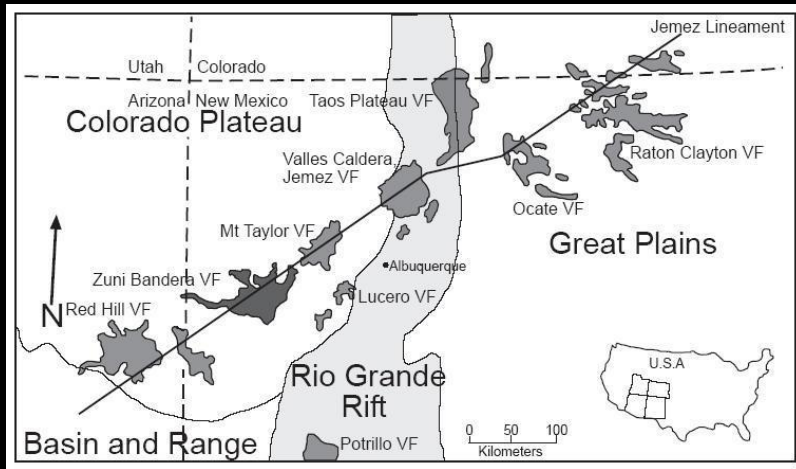 Jemez Lineament
Utah
Colorado
Arizona
New Mexico
Taos Plateau VF
Colorado Plateau
Valles Caldera,
Jemez VF
Raton Clayton VF
Ocate VF
Mt Taylor VF
Great Plains
Zuni Bandera VF
Albuquerque
N
Red Hill VF
Lucero VF
U.S.A
Rio Grande
Rift
Basin and Range
Potrillo VF
0 50 100
Kilometers